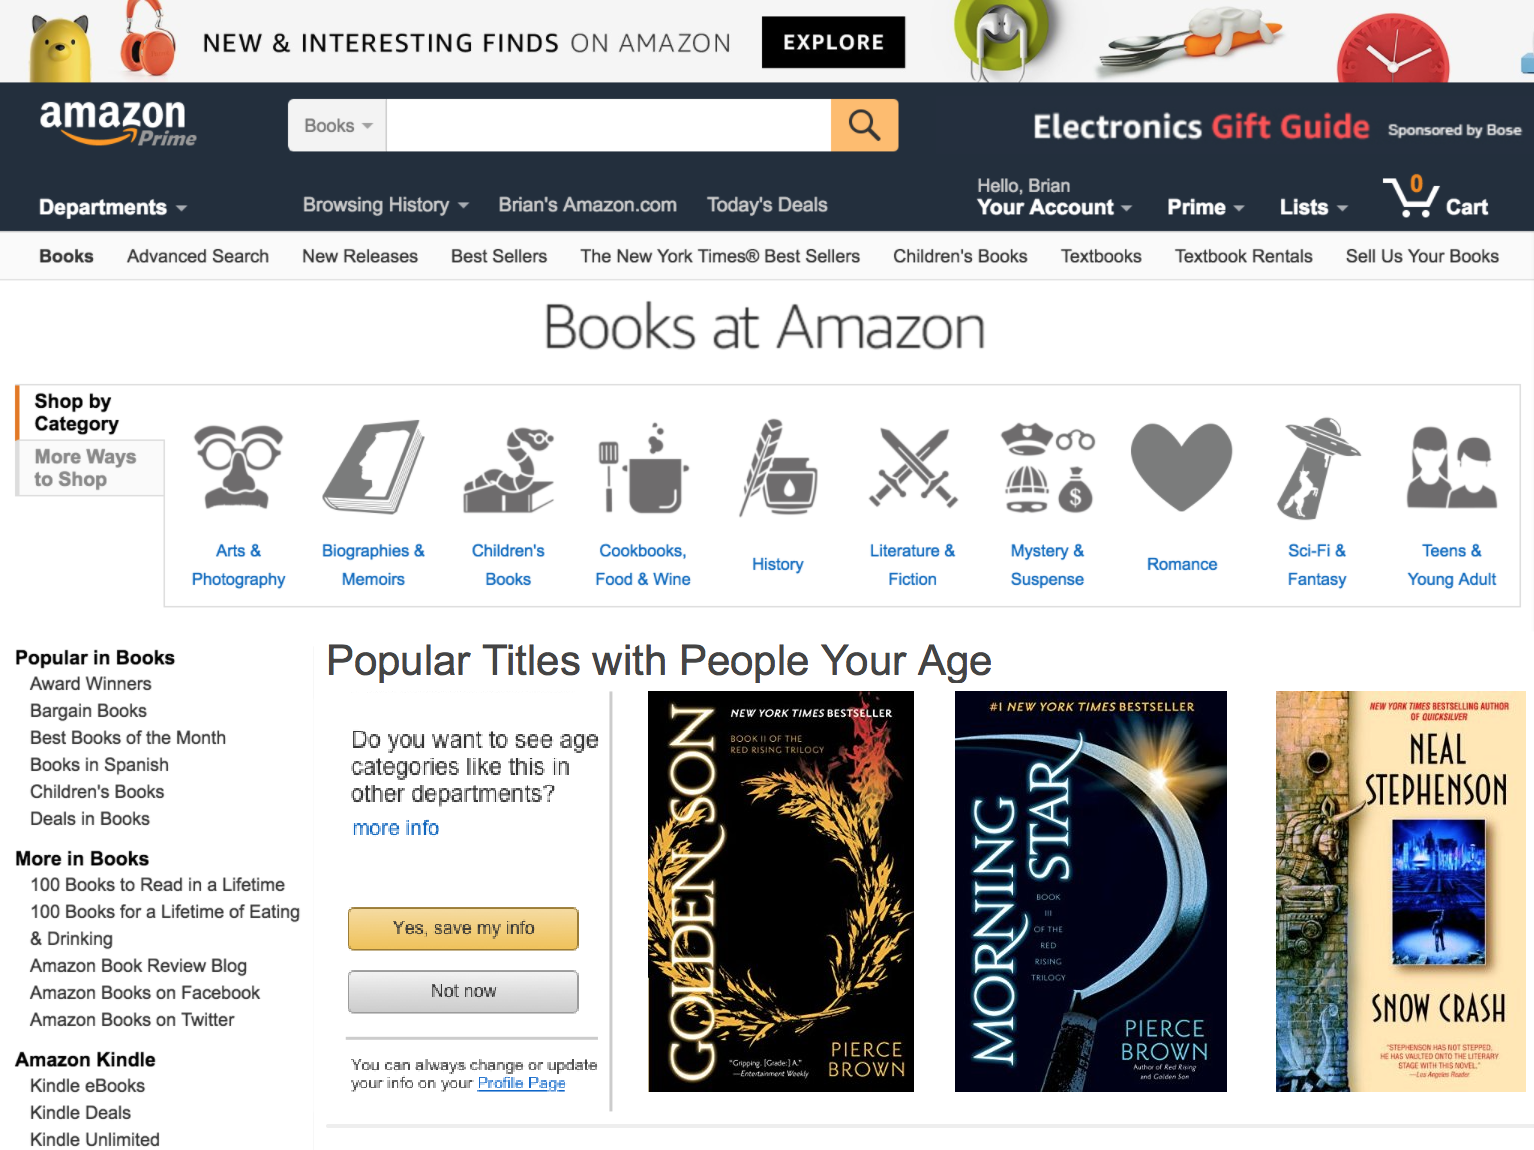 NEW & INTERESTING FINDS ON AMAZON EXPLORE
amazon Prime
Books
Electronics Gift Guide Sponsored by Bose
Departments
Browsing History
Brian's Amazon.com
Today's Deals
Hello, Brian
Your Account
Prime
Lists
0
Cart
Books
Advanced Search
New Releases
Best Sellers
The New York Times® Best Sellers
Children's Books
Textbooks
Textbook Rentals
Sell Us Your Books
Books at Amazon
Shop by
Category
More Ways
to Shop
$
Arts &
Photography
Biographies &
Memoirs
Children's
Books
Cookbooks,
Food & Wine
History
Literature &
Fiction
Mystery &
Suspense
Romance
Sci-Fi &
Fantasy
Teens &
Young Adult
Popular in Books
Award Winners
Bargain Books
Best Books of the Month
Books in Spanish
Children's Books
Deals in Books
More in Books
100 Books to Read in a Lifetime
100 Books for a Lifetime of Eating
& Drinking
Amazon Book Review Blog
Amazon Books on Facebook
Amazon Books on Twitter
Amazon Kindle
Kindle eBooks
Kindle Deals
Kindle Unlimited
Popular Titles with People Your Age
Do you want to see age
categories like this in
other departments?
more info
Yes, save my info
Not now
You can always change or update
your info on your Profile Page
NEW YORK TIMES BESTSELLER
BOOK II OF THE
RED RISING TRILOGY
GOLDEN SON
"Gripping. [Grade:] A."
—Entertainment Weekly
PIERCE
BROWN
#1 NEW YORK TIMES BESTSELLER
MORNING
STAR
BOOK
III
OF THE
RED
RISING
TRILOGY
PIERCE
BROWN
Author of Red Rising
and Golden Son
NEW YORK TIMES BESTSELLING AUTHOR
OF QUICKSILVER
NEAL
STEPHENSON
SNOW CRASH
"STEPHENSON HAS NOT STEPPED.
HE HAS VAULTED ONTO THE LITERARY
STAGE WITH THIS NOVEL."
—Los Angeles Reader